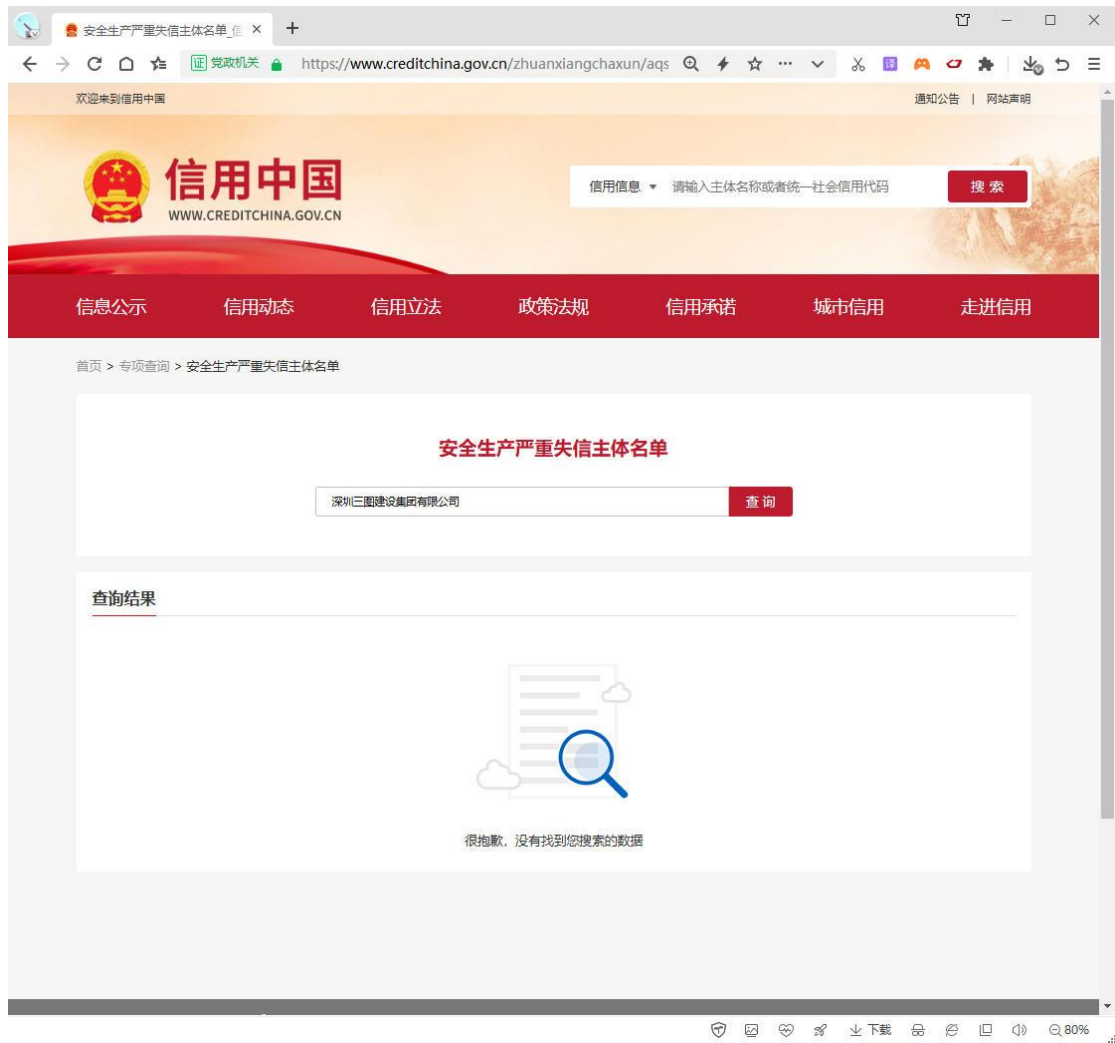 安全生产严重失信主体名单_信
证 党政机关
https://www.creditchina.gov.cn/zhuanxiangchaxun/aqs
译
欢迎来到信用中国
通知公告 | 网站声明
信用中国
WWW.CREDITCHINA.GOV.CN
信用信息
请输入主体名称或者统一社会信用代码
搜索
信息公示 信用动态 信用立法 政策法规 信用承诺 城市信用 走进信用
首页 > 专项查询 > 安全生产严重失信主体名单
安全生产严重失信主体名单
深圳三图建设集团有限公司
查询
查询结果
很抱歉，没有找到您搜索的数据
下载
80%